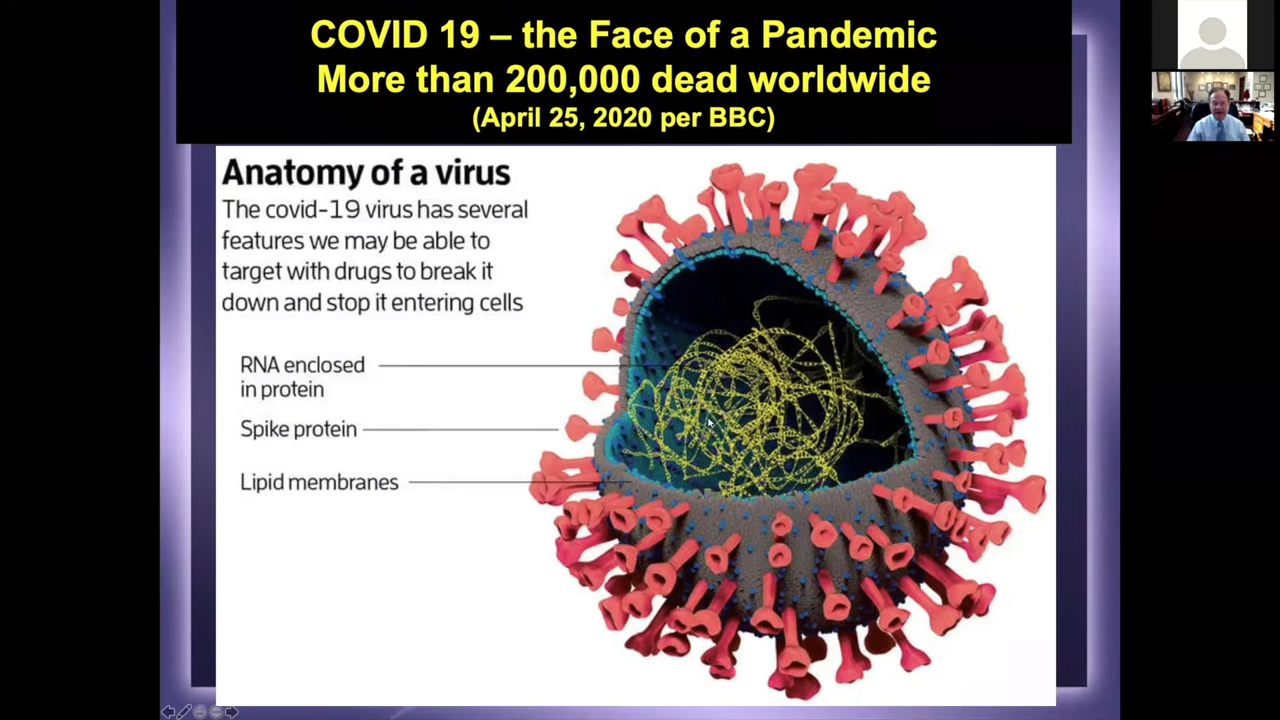 COVID 19 – the Face of a Pandemic
More than 200,000 dead worldwide
(April 25, 2020 per BBC)
Anatomy of a virus
The covid-19 virus has several
features we may be able to
target with drugs to break it
down and stop it entering cells
RNA enclosed
in protein
Spike protein
Lipid membranes